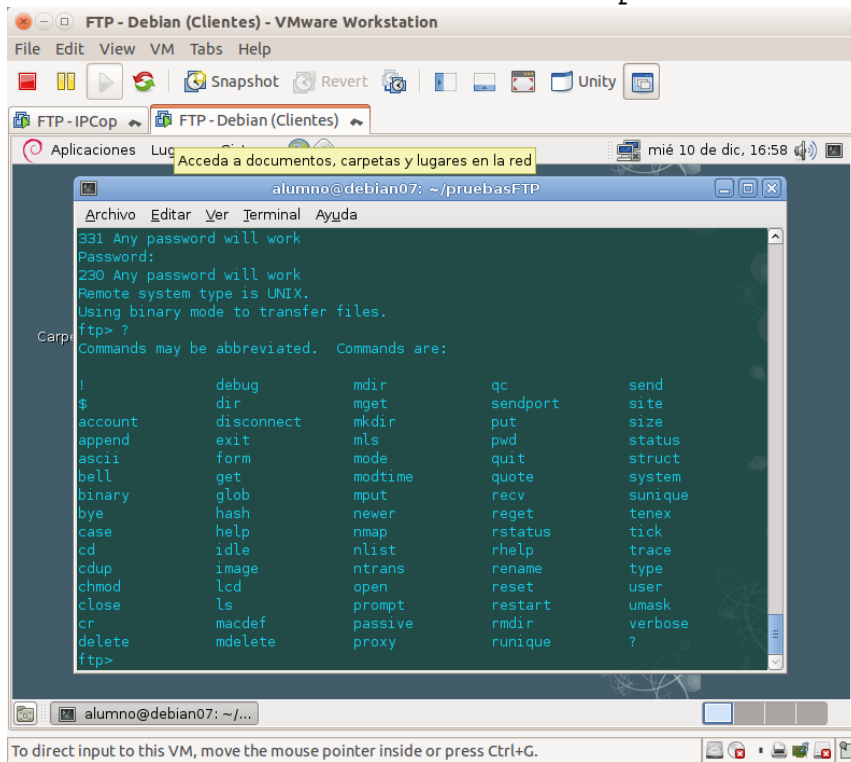 FTP - Debian (Clientes) - VMware Workstation
File Edit View VM Tabs Help
Snapshot Revert Unity
FTP - IPCop FTP - Debian (Clientes)
Aplicaciones mié 10 de dic, 16:58
Acceda a documentos, carpetas y lugares en la red
alumno@debian07: ~/pruebasFTP
Archivo Editar Ver Terminal Ayuda
331 Any password will work
Password:
230 Any password will work
Remote system type is UNIX.
Using binary mode to transfer files.
ftp> ?
Commands may be abbreviated. Commands are:
! debug mdir qc send
$ dir mget sendport site
account disconnect mkdir put size
append exit mls pwd status
ascii form mode quit struct
bell get modtime quote system
binary glob mput recv sunique
bye hash newer reget tenex
case help nmap rstatus tick
cd idle nlist rhelp trace
cdup image ntrans rename type
chmod lcd open reset user
close ls prompt restart umask
cr macdef passive rmdir verbose
delete mdelete proxy runique ?
ftp>
alumno@debian07: ~/...
To direct input to this VM, move the mouse pointer inside or press Ctrl+G.